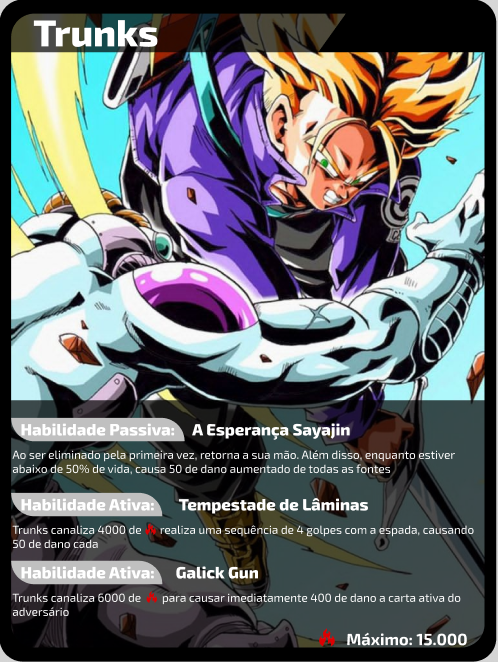 Trunks
Habilidade Passiva: A Esperança Sayajin
Ao ser eliminado pela primeira vez, retorna a sua mão. Além disso, enquanto estiver
abaixo de 50% de vida, causa 50 de dano aumentado de todas as fontes
Habilidade Ativa: Tempestade de Lâminas
Trunks canaliza 4000 de realiza uma sequência de 4 golpes com a espada, causando
50 de dano cada
Habilidade Ativa: Galick Gun
Trunks canaliza 6000 de para causar imediatamente 400 de dano a carta ativa do
adversário
Máximo: 15.000